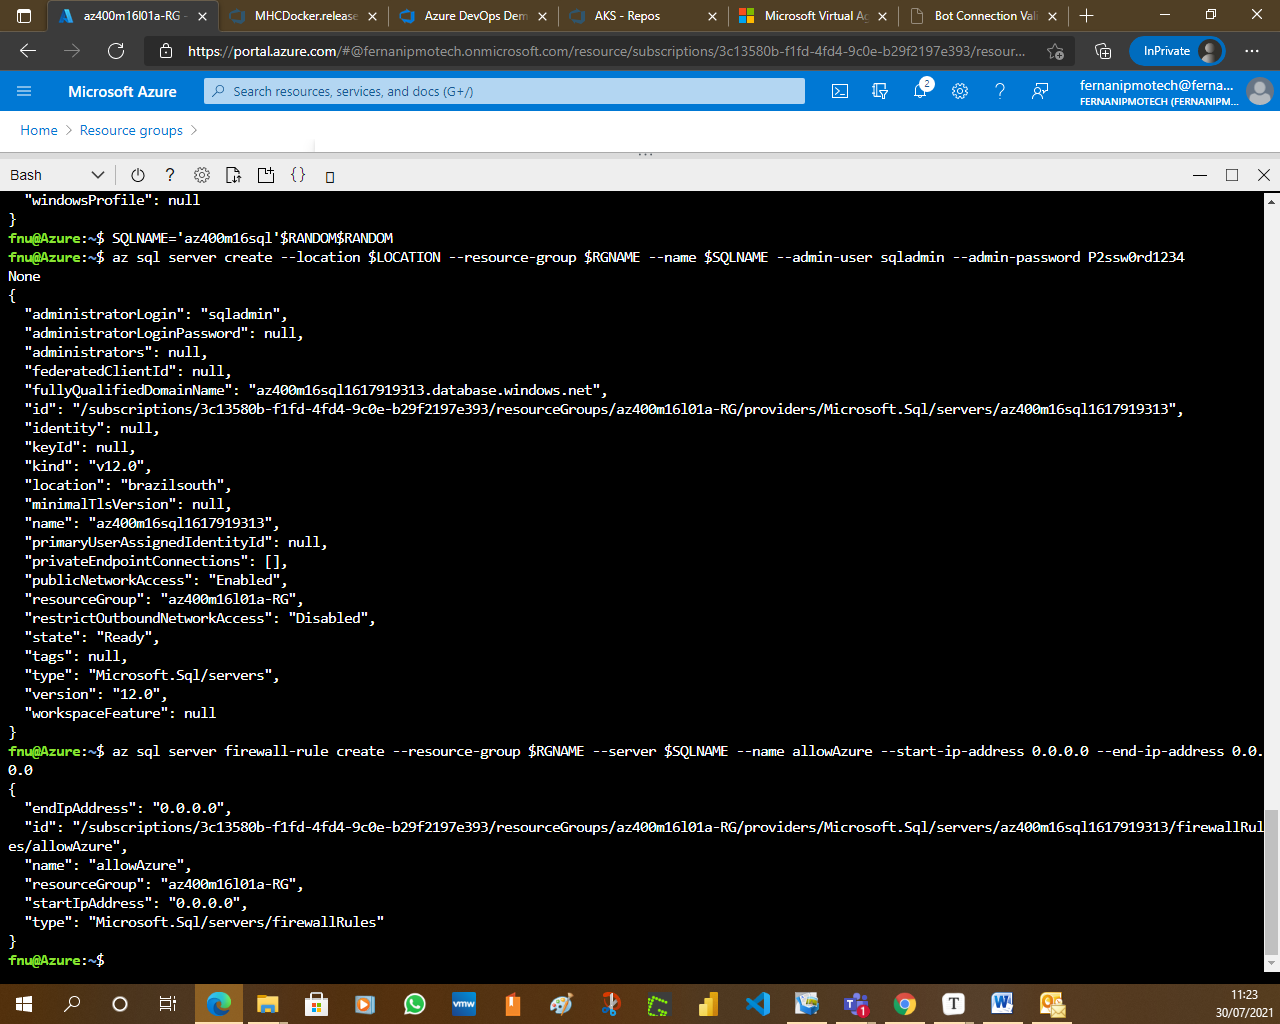 az400m16l01a-RG -
MHCDocker.release
Azure DevOps Dem
AKS - Repos
Microsoft Virtual Ag
Bot Connection Vali
https://portal.azure.com/#@fernanipmotech.onmicrosoft.com/resource/subscriptions/3c13580b-f1fd-4fd4-9c0e-b29f2197e393/resour...
InPrivate
Microsoft Azure
Search resources, services, and docs (G+/)
2
fernanipmotech@ferna...
FERNANIPMOTECH (FERNANIPM...
Home > Resource groups >
Bash
"windowsProfile": null
}
fnu@Azure:~$ SQLNAME='az400m16sql'$RANDOM$RANDOM
fnu@Azure:~$ az sql server create --location $LOCATION --resource-group $RGNAME --name $SQLNAME --admin-user sqladmin --admin-password P2ssw0rd1234
None
{
"administratorLogin": "sqladmin",
"administratorLoginPassword": null,
"administrators": null,
"federatedClientId": null,
"fullyQualifiedDomainName": "az400m16sql1617919313.database.windows.net",
"id": "/subscriptions/3c13580b-f1fd-4fd4-9c0e-b29f2197e393/resourceGroups/az400m16l01a-RG/providers/Microsoft.Sql/servers/az400m16sql1617919313",
"identity": null,
"keyId": null,
"kind": "v12.0",
"location": "brazilsouth",
"minimalTlsVersion": null,
"name": "az400m16sql1617919313",
"primaryUserAssignedIdentityId": null,
"privateEndpointConnections": [],
"publicNetworkAccess": "Enabled",
"resourceGroup": "az400m16l01a-RG",
"restrictOutboundNetworkAccess": "Disabled",
"state": "Ready",
"tags": null,
"type": "Microsoft.Sql/servers",
"version": "12.0",
"workspaceFeature": null
}
fnu@Azure:~$ az sql server firewall-rule create --resource-group $RGNAME --server $SQLNAME --name allowAzure --start-ip-address 0.0.0.0 --end-ip-address 0.0.
0.0
{
"endIpAddress": "0.0.0.0",
"id": "/subscriptions/3c13580b-f1fd-4fd4-9c0e-b29f2197e393/resourceGroups/az400m16l01a-RG/providers/Microsoft.Sql/servers/az400m16sql1617919313/firewallRul
es/allowAzure",
"name": "allowAzure",
"resourceGroup": "az400m16l01a-RG",
"startIpAddress": "0.0.0.0",
"type": "Microsoft.Sql/servers/firewallRules"
}
fnu@Azure:~$
vmw
1
T
11:23
30/07/2021